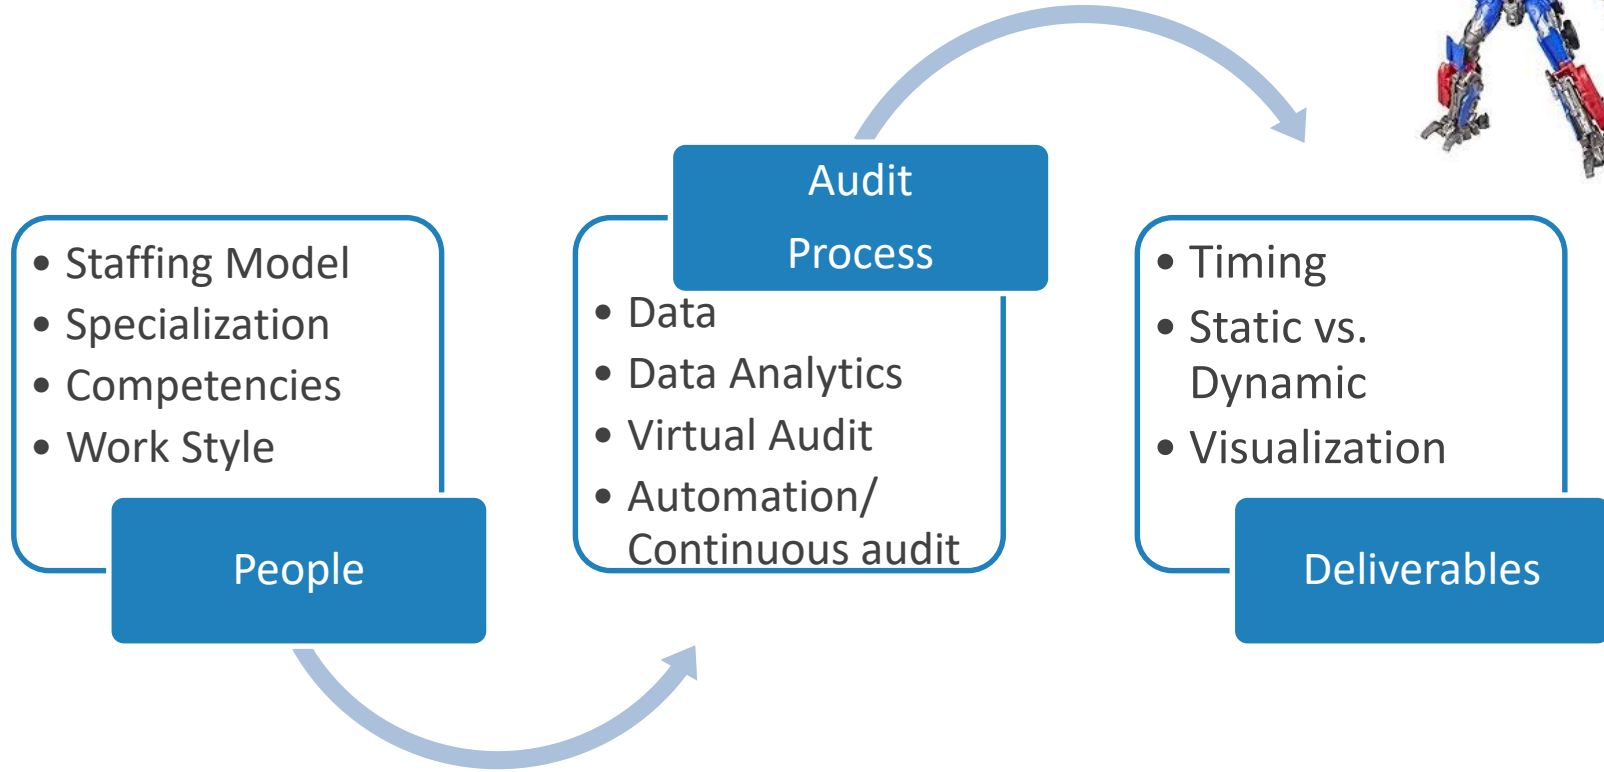 • Staffing Model
• Specialization
• Competencies
• Work Style
People
Audit
Process
• Data
• Data Analytics
• Virtual Audit
• Automation/
Continuous audit
• Timing
• Static vs.
Dynamic
• Visualization
Deliverables